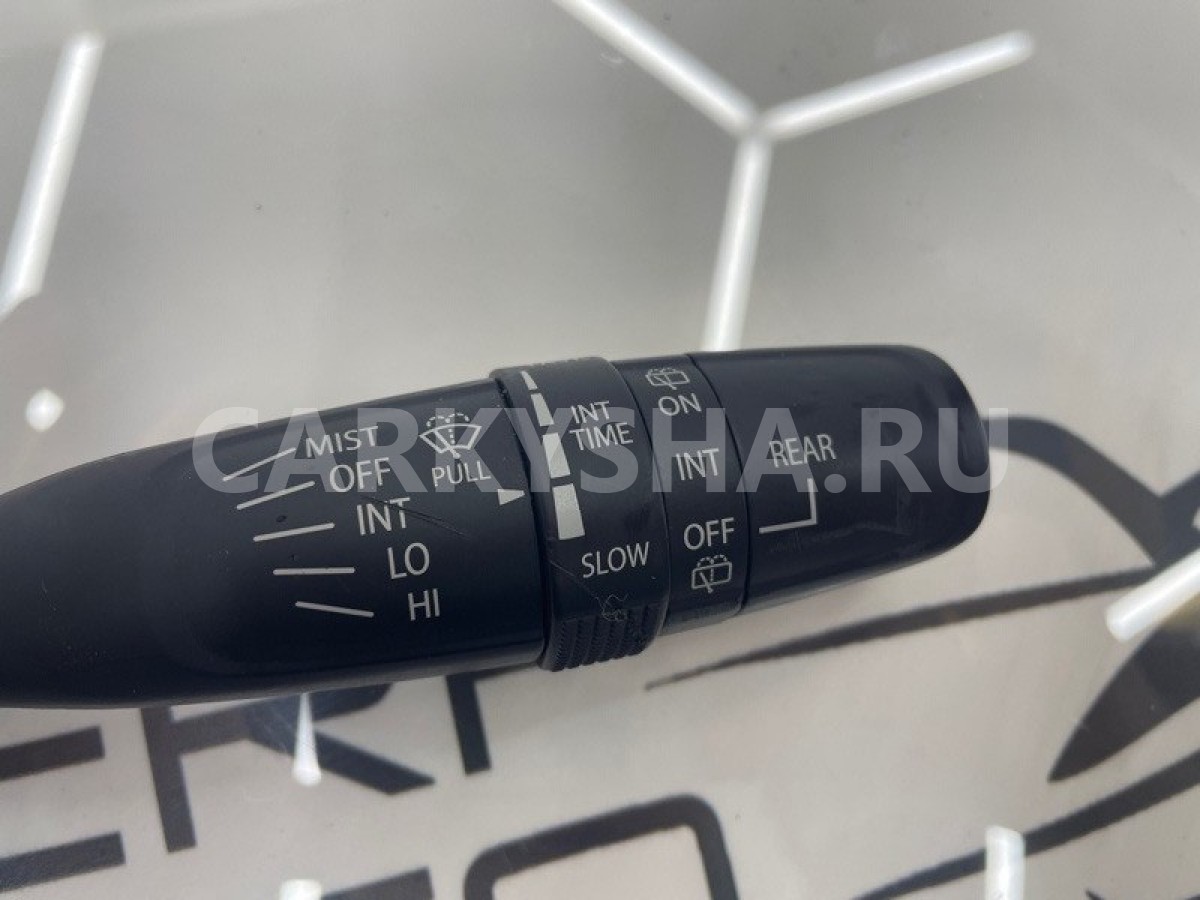 MIST
OFF
INT
LO
HI
PULL
INT
TIME
SLOW
ON
INT
OFF
REAR
CARKYSHA.RU